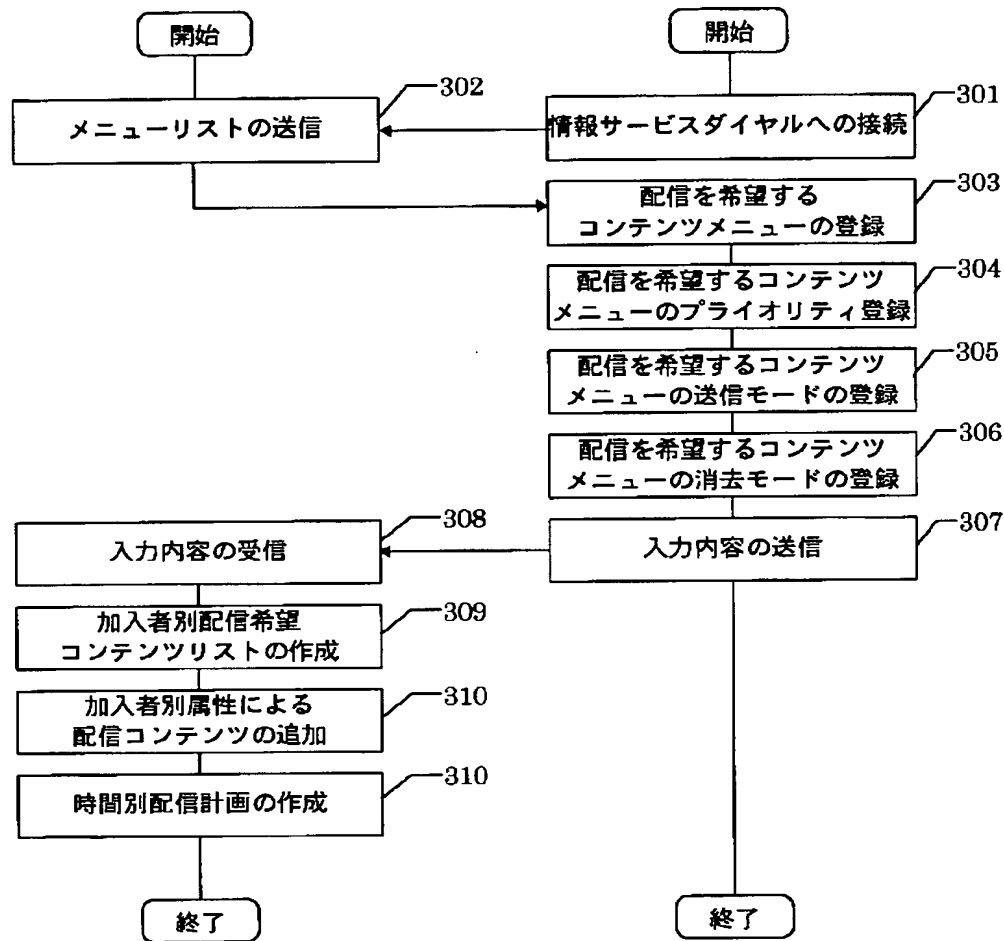 開始
開始
302
メニューリストの送信
301
情報サービスダイヤルへの接続
303
配信を希望する
コンテンツメニューの登録
304
配信を希望するコンテンツ
メニューのプライオリティ登録
305
配信を希望するコンテンツ
メニューの送信モードの登録
306
配信を希望するコンテンツ
メニューの消去モードの登録
307
入力内容の送信
308
入力内容の受信
309
加入者別配信希望
コンテンツリストの作成
310
加入者別属性による
配信コンテンツの追加
310
時間別配信計画の作成
終了
終了